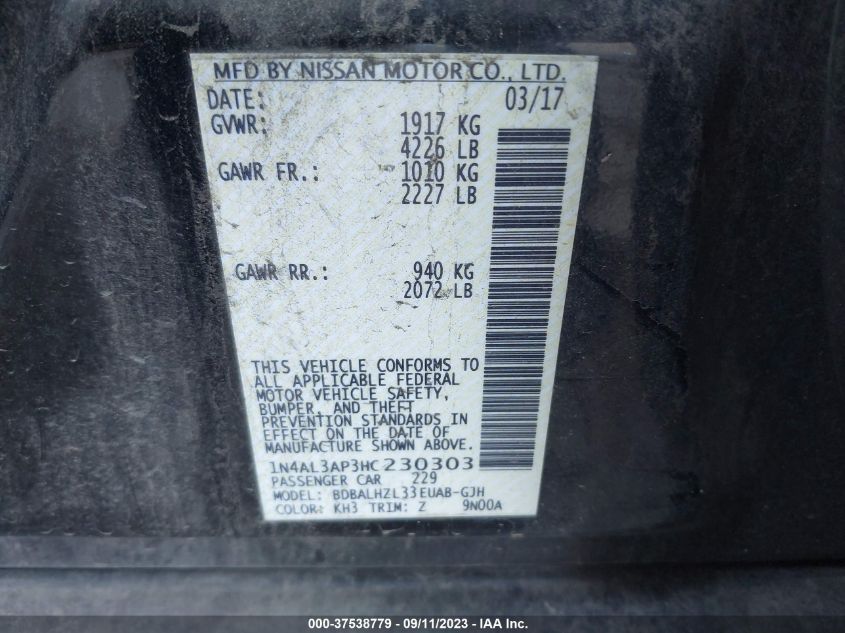 MFD BY NISSAN MOTOR CO., LTD.
DATE: 03/17
GVWR: 1917 KG
4226 LB
GAWR FR.: 1010 KG
2227 LB
GAWR RR.: 940 KG
2072 LB
THIS VEHICLE CONFORMS TO
ALL APPLICABLE FEDERAL
MOTOR VEHICLE SAFETY,
BUMPER, AND THEFT
PREVENTION STANDARDS IN
EFFECT ON THE DATE OF
MANUFACTURE SHOWN ABOVE.
1N4AL3AP3HC230303
PASSENGER CAR 229
MODEL: BDBALHZL33EUAB-GJH
COLOR: KH3 TRIM: Z 9N00A
000-37538779 - 09/11/2023 - IAA Inc.